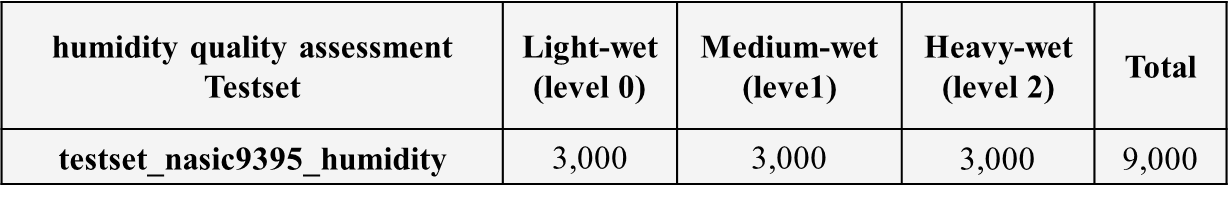 humidity quality assessment
Testset
Light-wet
(level 0)
Medium-wet
(leve1)
Heavy-wet
(level 2)
Total
testset_nasic9395_humidity
3,000
3,000
3,000
9,000